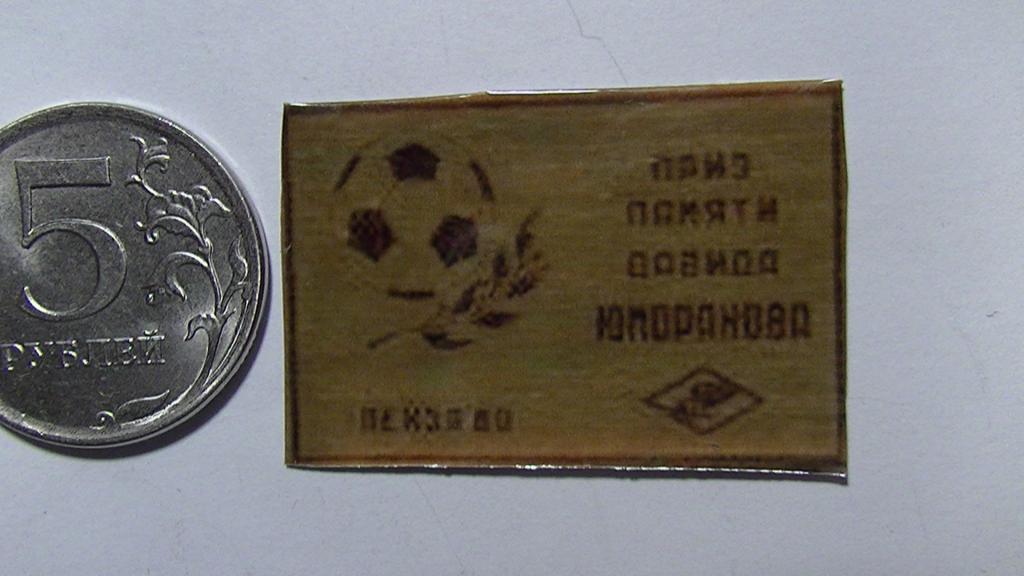 5
РУБЛЕЙ
ПРИЗ
ПАМЯТИ
ДАВИДА
ЮМОРАНОВА
ПЕНЗА 80